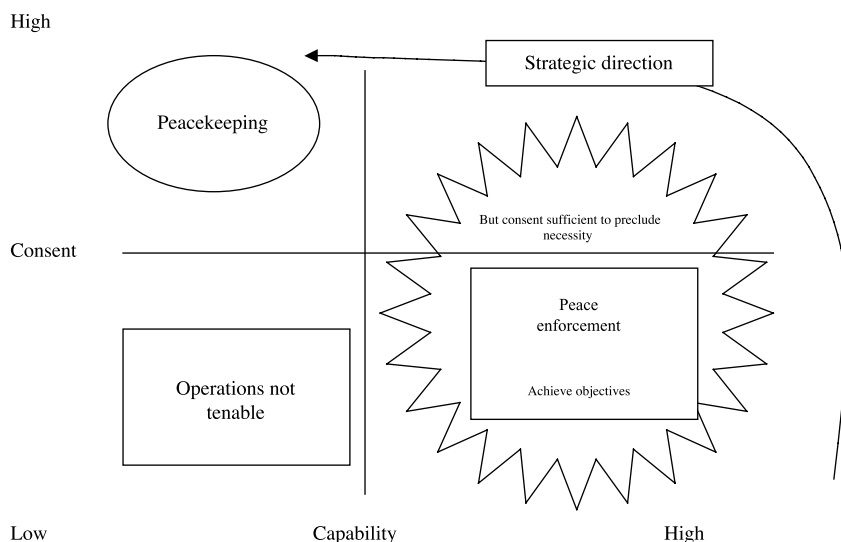 High
Strategic direction
Peacekeeping
But consent sufficient to preclude
necessity
Consent
Peace
enforcement
Operations not
tenable
Achieve objectives
Low
Capability
High